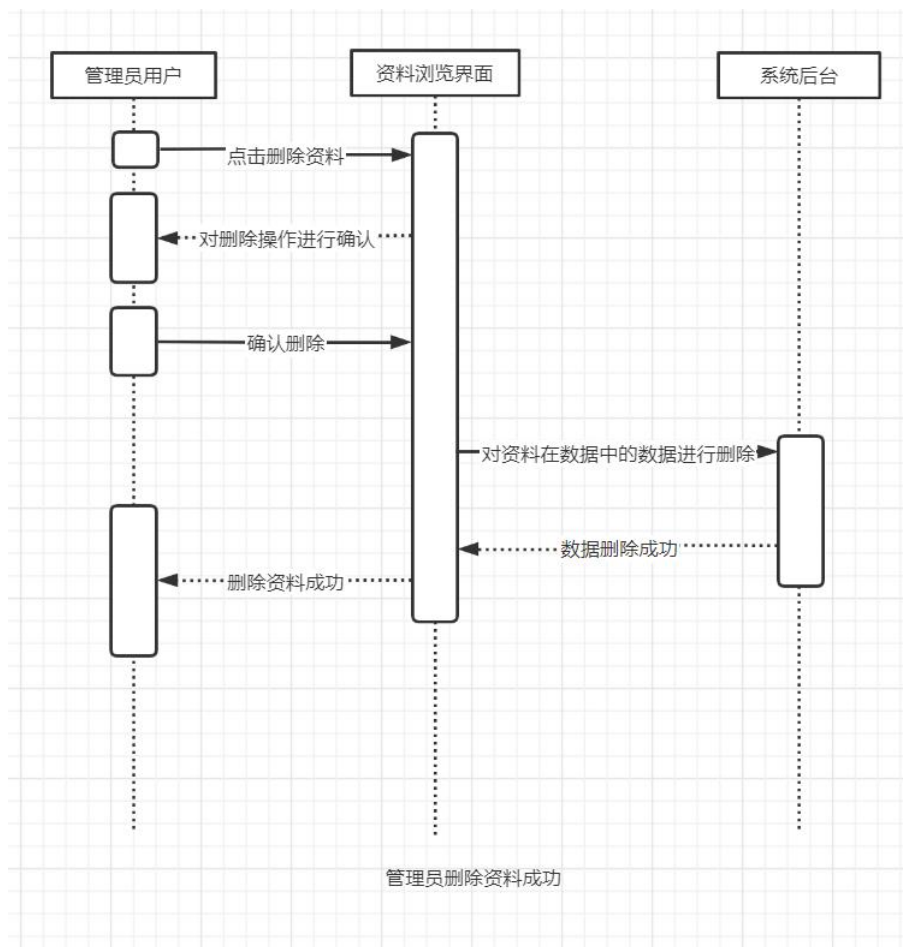 管理员用户
资料浏览界面
系统后台
点击删除资料
对删除操作进行确认
确认删除
对资料在数据中的数据进行删除
数据删除成功
删除资料成功
管理员删除资料成功